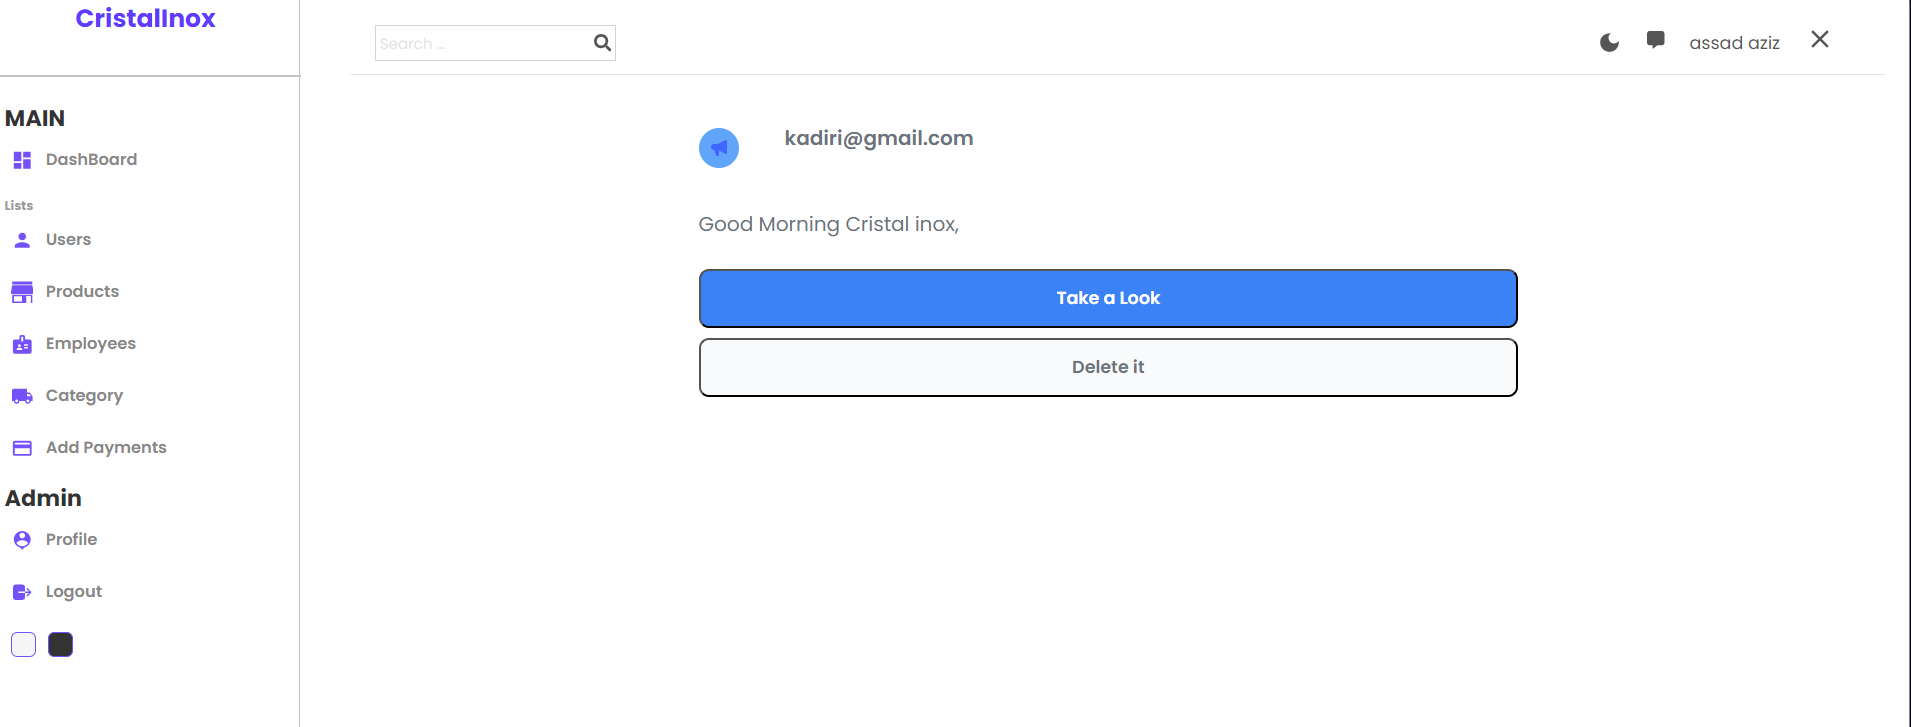 CristalInox
Search ...
assad aziz
MAIN
DashBoard
Lists
Users
Products
Employees
Category
Add Payments
Admin
Profile
Logout
kadiri@gmail.com
Good Morning Cristal inox,
Take a Look
Delete it